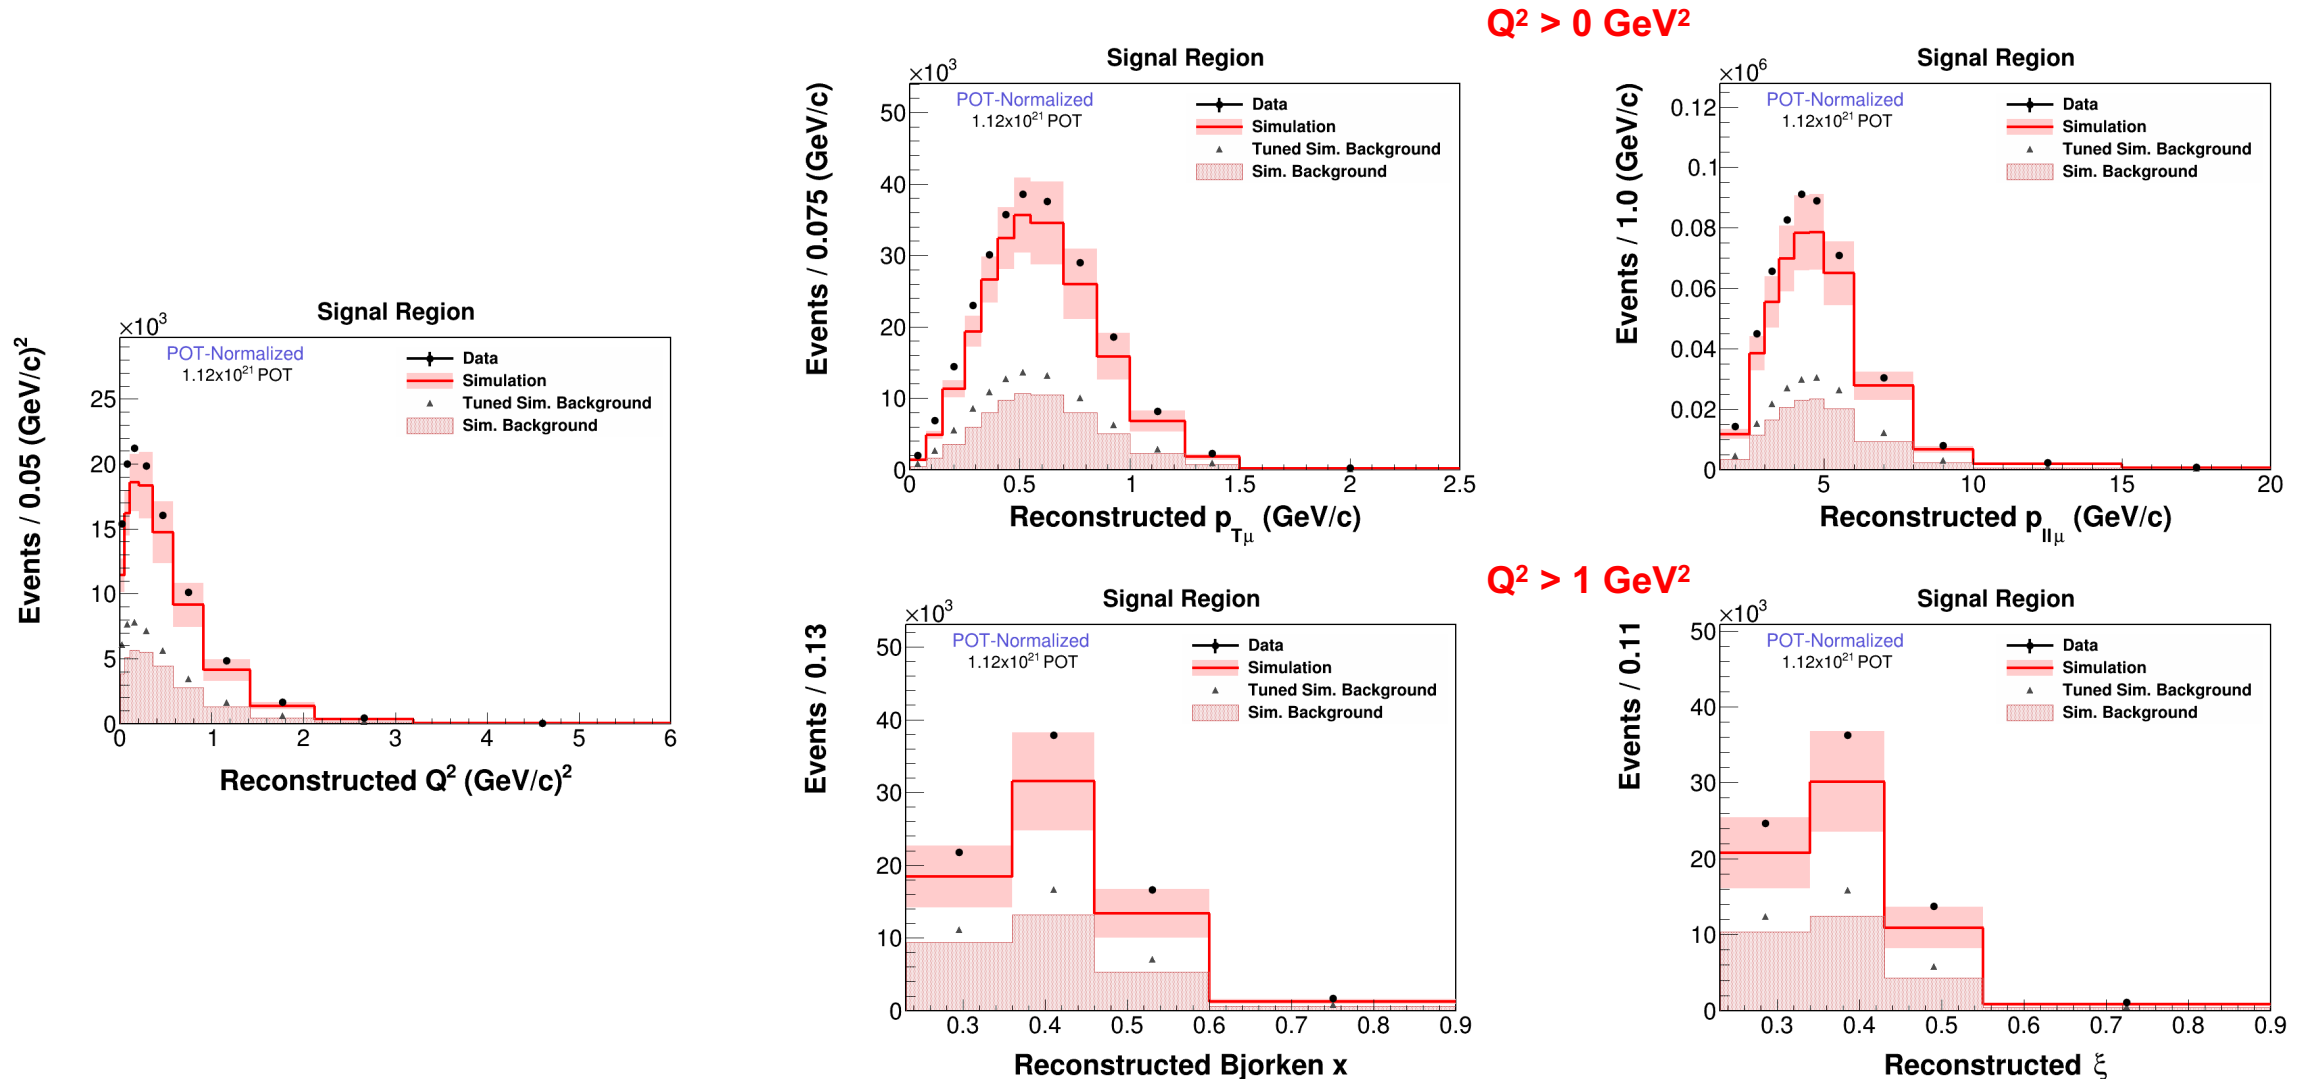 Q² > 0 GeV²
Signal Region
×10³
POT-Normalized
1.12x10²¹ POT
Data
Simulation
Tuned Sim. Background
Sim. Background
Events / 0.05 (GeV/c)²
25
20
15
10
5
0
0 1 2 3 4 5 6
Reconstructed Q² (GeV/c)²
Signal Region
×10³
POT-Normalized
1.12x10²¹ POT
Data
Simulation
Tuned Sim. Background
Sim. Background
Events / 0.075 (GeV/c)
50
40
30
20
10
0
0 0.5 1 1.5 2 2.5
Reconstructed p_Tμ (GeV/c)
Signal Region
×10⁶
POT-Normalized
1.12x10²¹ POT
Data
Simulation
Tuned Sim. Background
Sim. Background
Events / 1.0 (GeV/c)
0.12
0.1
0.08
0.06
0.04
0.02
0
5 10 15 20
Reconstructed p_IIμ (GeV/c)
Q² > 1 GeV²
Signal Region
×10³
POT-Normalized
1.12x10²¹ POT
Data
Simulation
Tuned Sim. Background
Sim. Background
Events / 0.13
50
40
30
20
10
0
0.3 0.4 0.5 0.6 0.7 0.8 0.9
Reconstructed Bjorken x
Signal Region
×10³
POT-Normalized
1.12x10²¹ POT
Data
Simulation
Tuned Sim. Background
Sim. Background
Events / 0.11
50
40
30
20
10
0
0.3 0.4 0.5 0.6 0.7 0.8 0.9
Reconstructed ξ